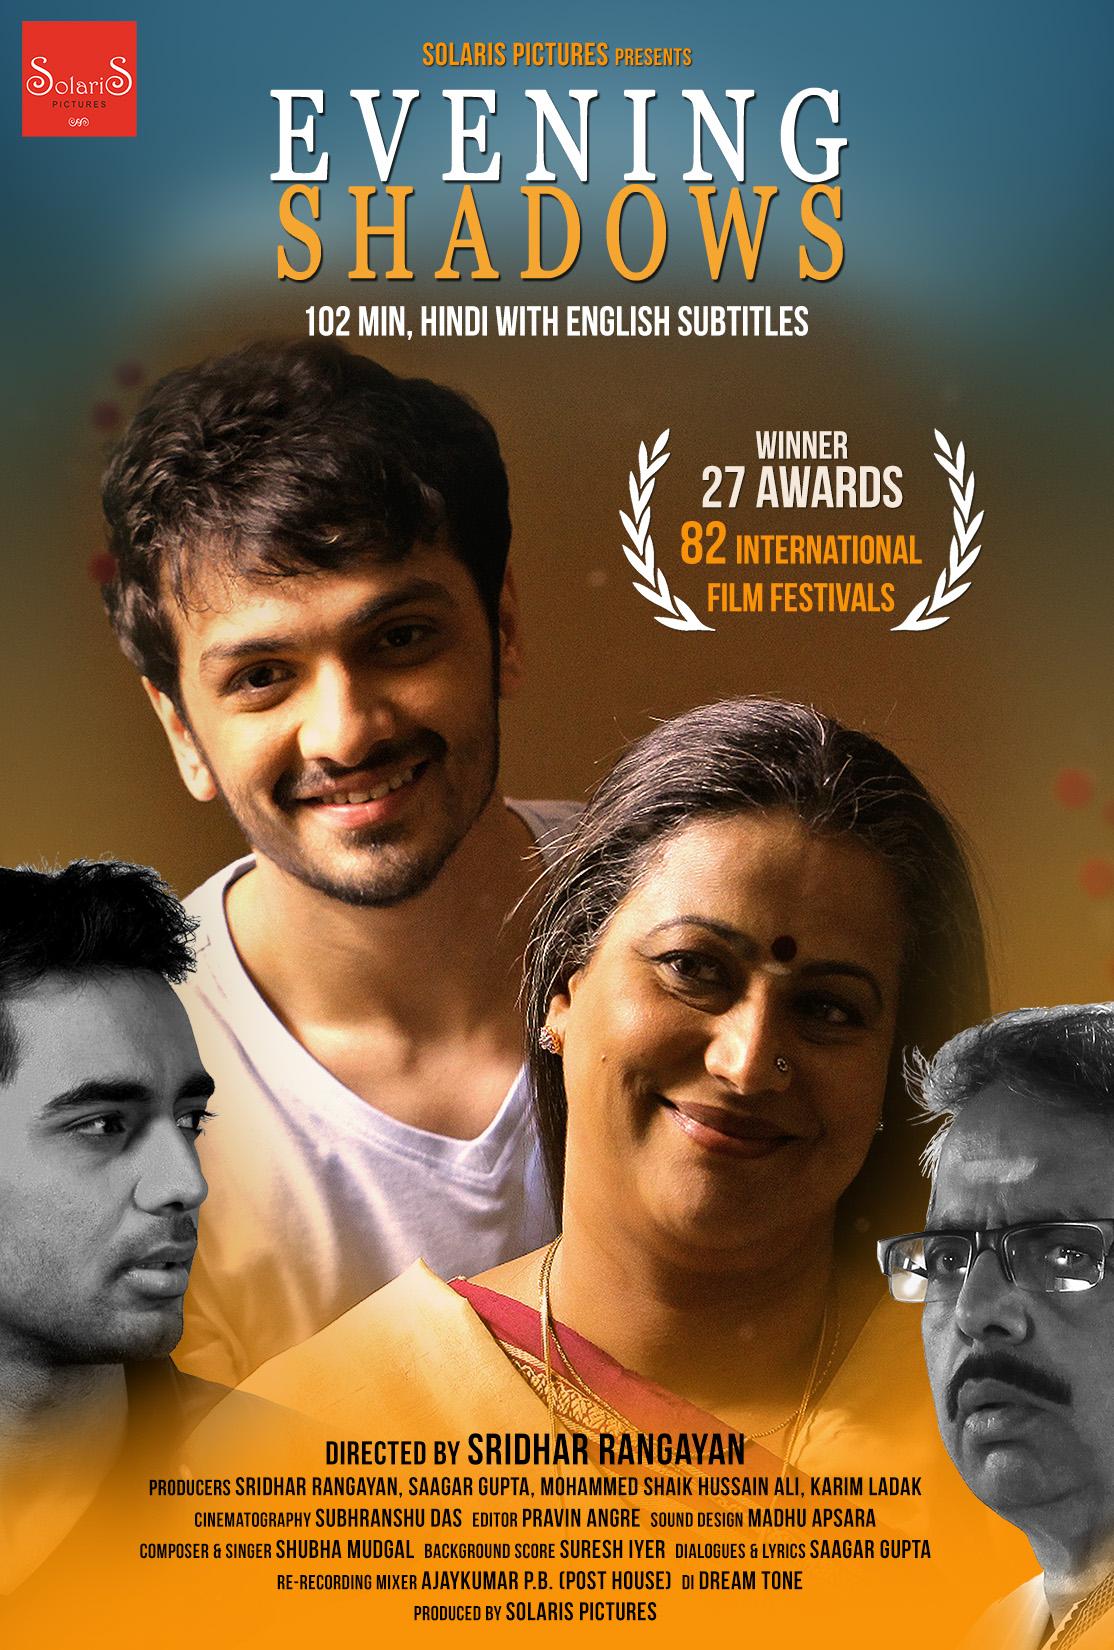 SolariS
PICTURES
SOLARIS PICTURES PRESENTS
EVENING
SHADOWS
102 MIN, HINDI WITH ENGLISH SUBTITLES
WINNER
27 AWARDS
82 INTERNATIONAL
FILM FESTIVALS
DIRECTED BY SRIDHAR RANGAYAN
PRODUCERS SRIDHAR RANGAYAN, SAAGAR GUPTA, MOHAMMED SHAIK HUSSAIN ALI, KARIM LADAK
CINEMATOGRAPHY SUBHRANSHU DAS EDITOR PRAVIN ANGRE SOUND DESIGN MADHU APSARA
COMPOSER & SINGER SHUBHA MUDGAL BACKGROUND SCORE SURESH IYER DIALOGUES & LYRICS SAAGAR GUPTA
RE-RECORDING MIXER AJAYKUMAR P.B. (POST HOUSE) DI DREAM TONE
PRODUCED BY SOLARIS PICTURES